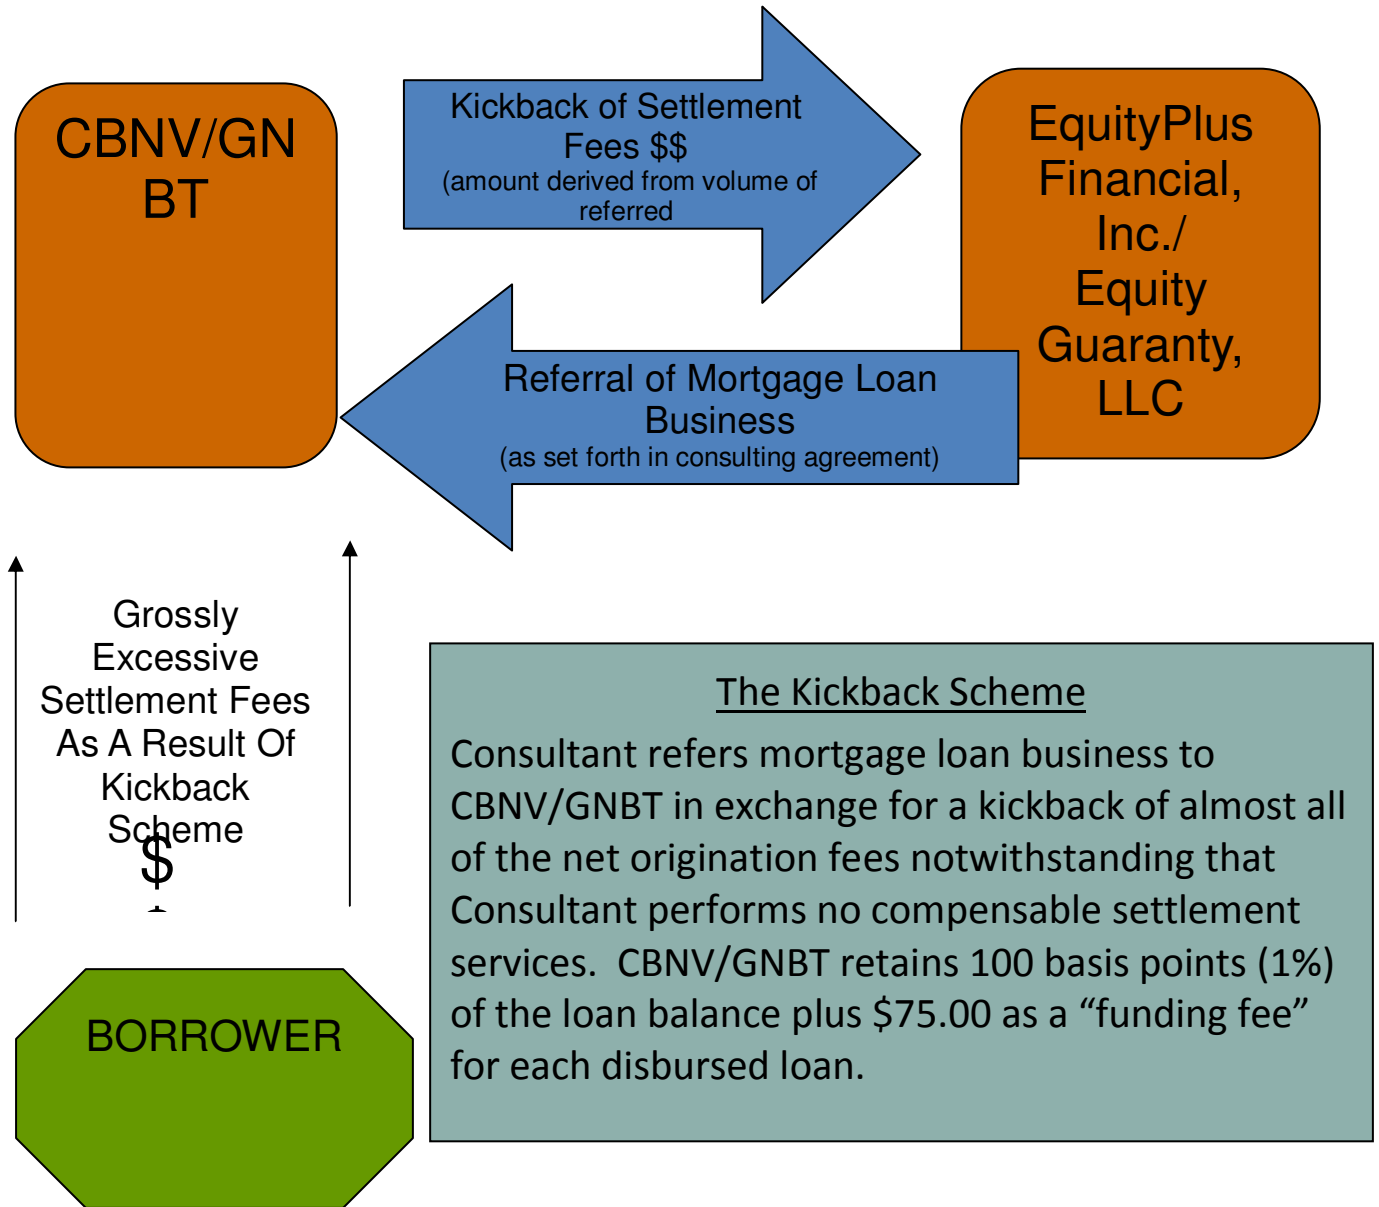 CBNV/GN
BT
Kickback of Settlement
Fees $$
(amount derived from volume of
referred
EquityPlus
Financial,
Inc./
Equity
Guaranty,
LLC
Referral of Mortgage Loan
Business
(as set forth in consulting agreement)
Grossly
Excessive
Settlement Fees
As A Result Of
Kickback
Scheme
$
The Kickback Scheme
Consultant refers mortgage loan business to
CBNV/GNBT in exchange for a kickback of almost all
of the net origination fees notwithstanding that
Consultant performs no compensable settlement
services.  CBNV/GNBT retains 100 basis points (1%)
of the loan balance plus $75.00 as a “funding fee”
for each disbursed loan.
BORROWER